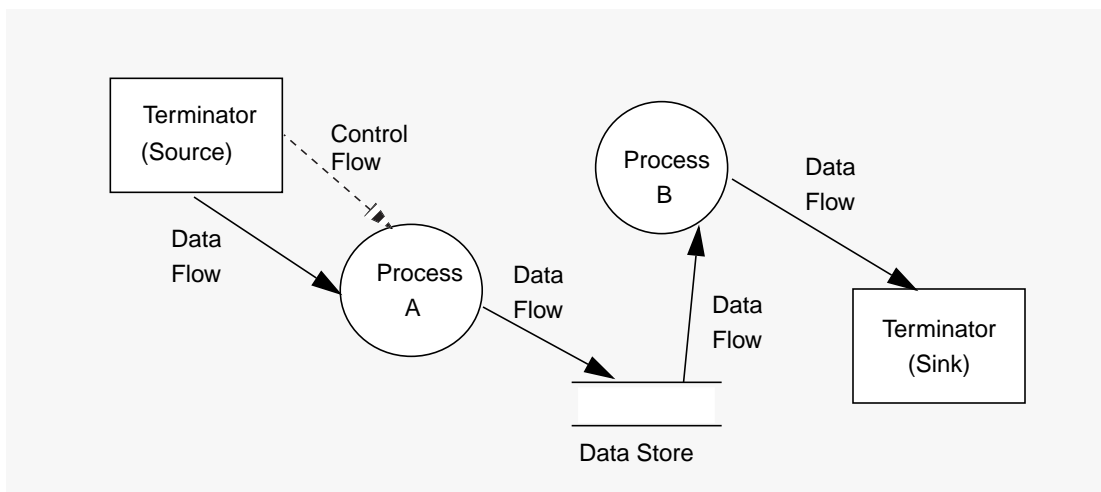 Terminator
(Source)
Control
Flow
Data
Flow
Process
A
Data
Flow
Data Store
Data
Flow
Process
B
Data
Flow
Terminator
(Sink)